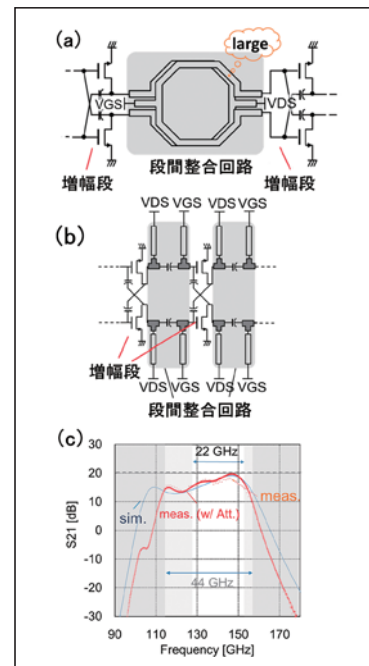 (a)
large
VGS
VDS
増幅段
段間整合回路
増幅段
(b)
VDS VGS VDS VGS
増幅段
VDS VGS VDS VGS
段間整合回路
(c)
30
20
10
0
-10
-20
-30
S21 [dB]
22 GHz
meas.
sim.
meas. (w/ Att.)
44 GHz
90 110 130 150 170
Frequency [GHz]